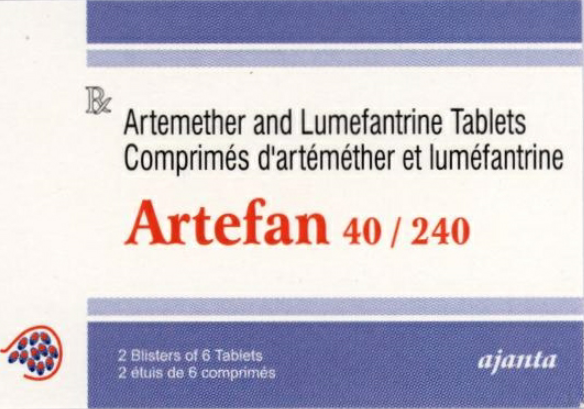 ℞
Artemether and Lumefantrine Tablets
Comprimés d'artéméther et luméfantrine
Artefan 40 / 240
2 Blisters of 6 Tablets
2 étuis de 6 comprimés
ajanta